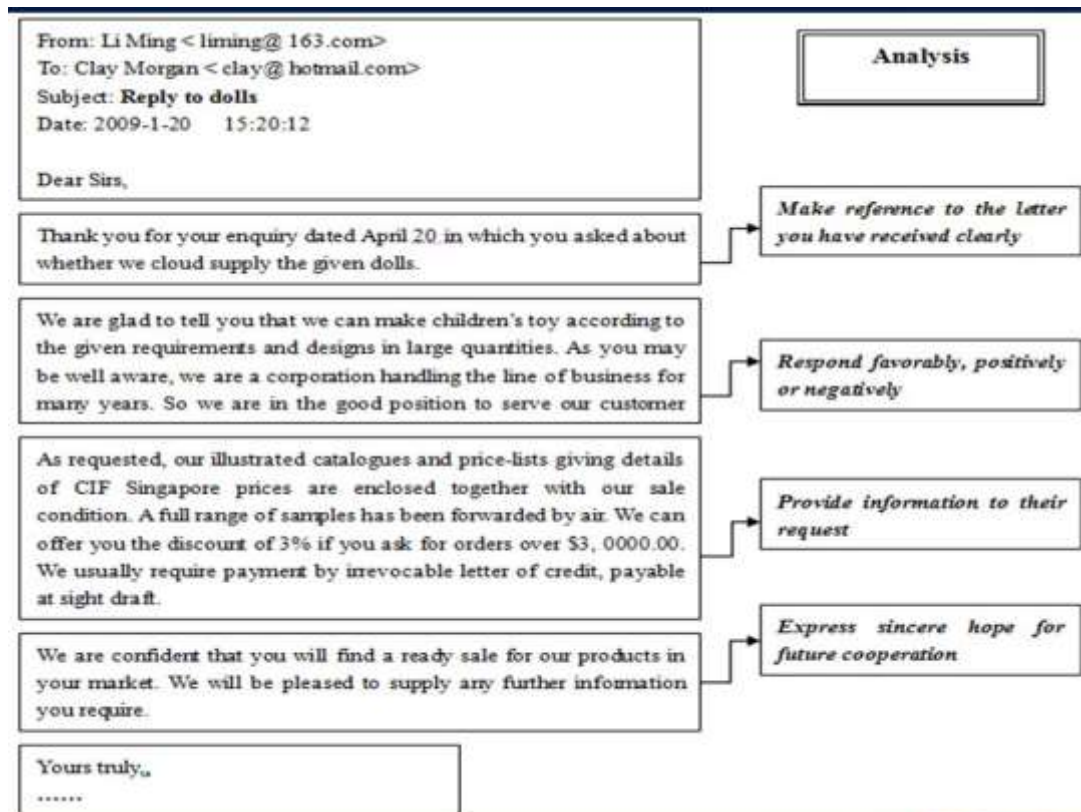 From: Li Ming < liming@ 163.com>
To: Clay Morgan < clay@ hotmail.com>
Subject: Reply to dolls
Date: 2009-1-20 15:20:12
Dear Sirs,
Analysis
Thank you for your enquiry dated April 20 in which you asked about
whether we cloud supply the given dolls.
Make reference to the letter
you have received clearly
We are glad to tell you that we can make children's toy according to
the given requirements and designs in large quantities. As you may
be well aware, we are a corporation handling the line of business for
many years. So we are in the good position to serve our customer
Respond favorably, positively
or negatively
As requested, our illustrated catalogues and price-lists giving details
of CIF Singapore prices are enclosed together with our sale
condition. A full range of samples has been forwarded by air. We can
offer you the discount of 3% if you ask for orders over $3, 0000.00.
We usually require payment by irrevocable letter of credit, payable
at sight draft.
Provide information to their
request
We are confident that you will find a ready sale for our products in
your market. We will be pleased to supply any further information
you require.
Express sincere hope for
future cooperation
Yours truly,
......